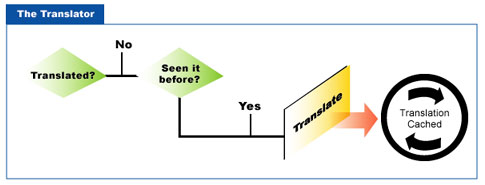 The Translator
No
Translated?
Seen it
before?
Yes
Translate
Translation
Cached